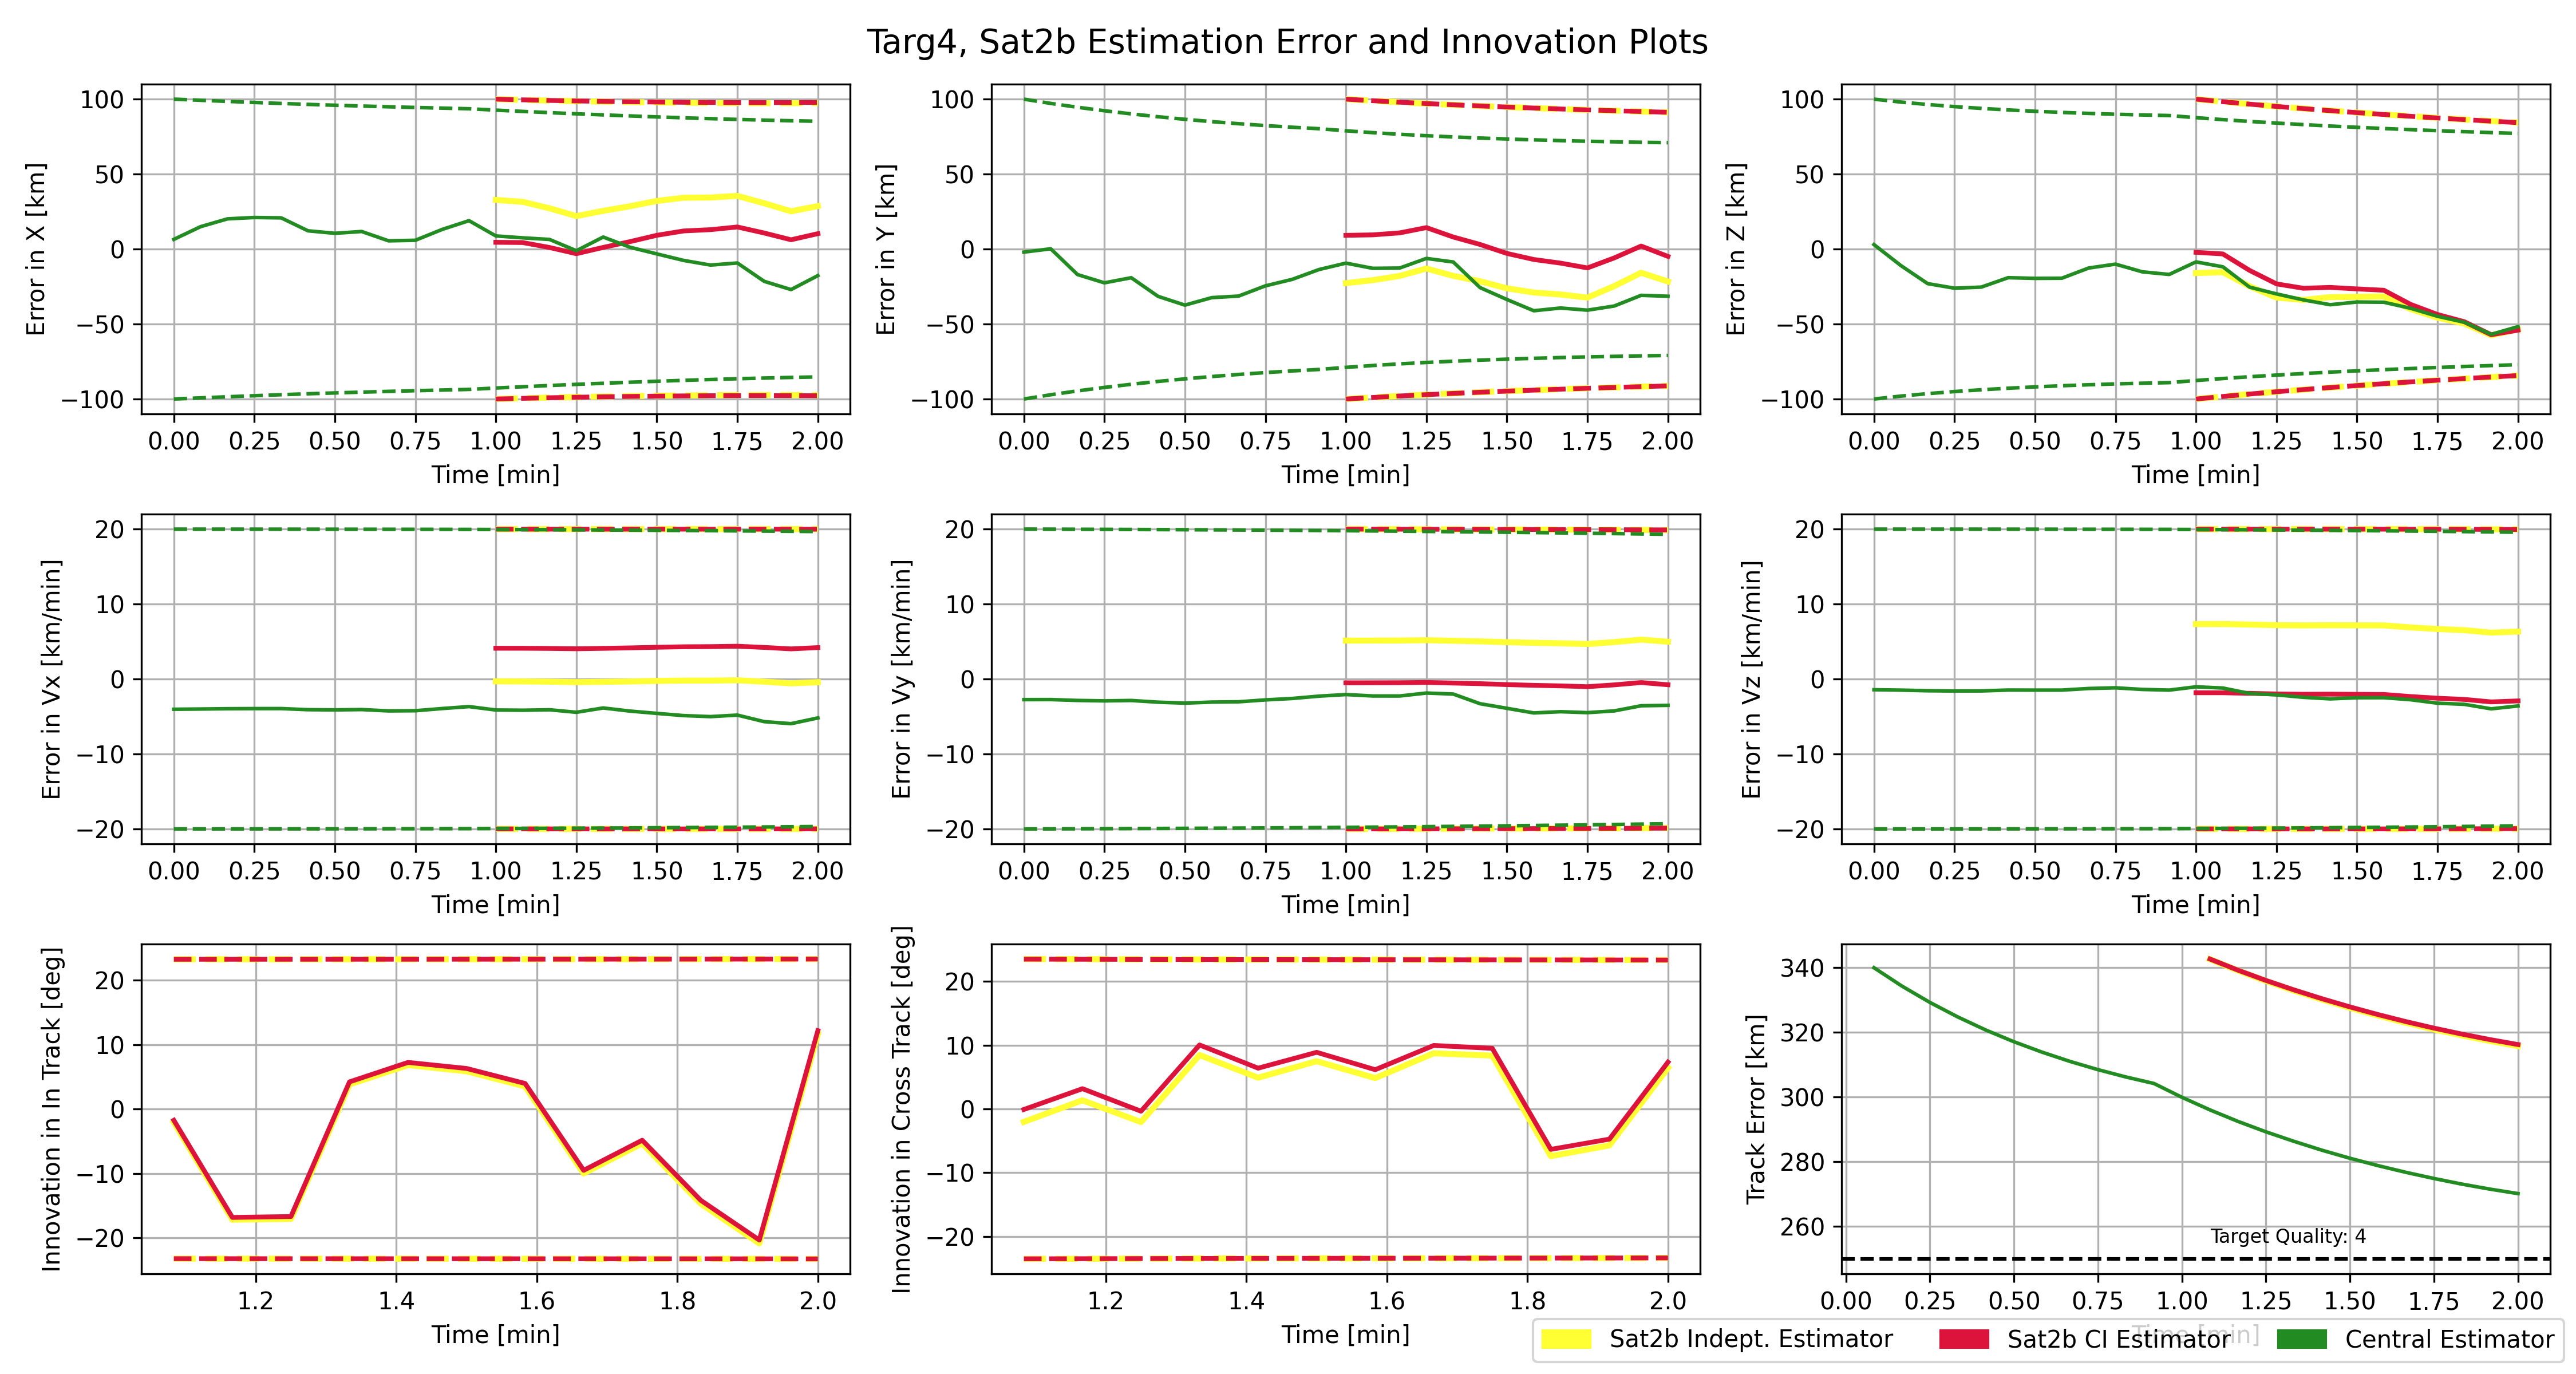 Targ4, Sat2b Estimation Error and Innovation Plots
Error in X [km]
100
50
0
−50
−100
0.00 0.25 0.50 0.75 1.00 1.25 1.50 1.75 2.00
Time [min]
Error in Y [km]
100
50
0
−50
−100
0.00 0.25 0.50 0.75 1.00 1.25 1.50 1.75 2.00
Time [min]
Error in Z [km]
100
50
0
−50
−100
0.00 0.25 0.50 0.75 1.00 1.25 1.50 1.75 2.00
Time [min]
Error in Vx [km/min]
20
10
0
−10
−20
0.00 0.25 0.50 0.75 1.00 1.25 1.50 1.75 2.00
Time [min]
Error in Vy [km/min]
20
10
0
−10
−20
0.00 0.25 0.50 0.75 1.00 1.25 1.50 1.75 2.00
Time [min]
Error in Vz [km/min]
20
10
0
−10
−20
0.00 0.25 0.50 0.75 1.00 1.25 1.50 1.75 2.00
Time [min]
Innovation in In Track [deg]
20
10
0
−10
−20
1.2 1.4 1.6 1.8 2.0
Time [min]
Innovation in Cross Track [deg]
20
10
0
−10
−20
1.2 1.4 1.6 1.8 2.0
Time [min]
Track Error [km]
340
320
300
280
260
Target Quality: 4
0.00 0.25 0.50 0.75 1.00 1.25 1.50 1.75 2.00
Time [min]
Sat2b Indept. Estimator Sat2b CI Estimator Central Estimator